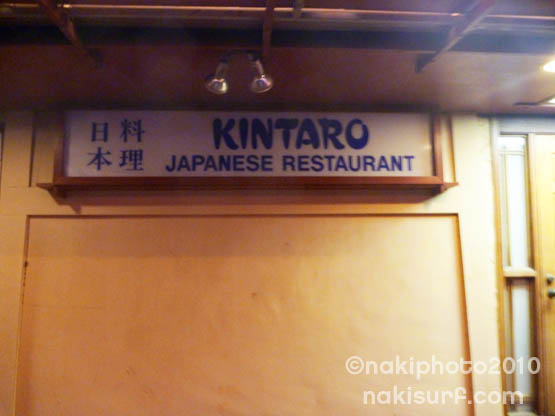 日料
本理
KINTARO
JAPANESE RESTAURANT
©nakiphoto2010
nakisurf.com